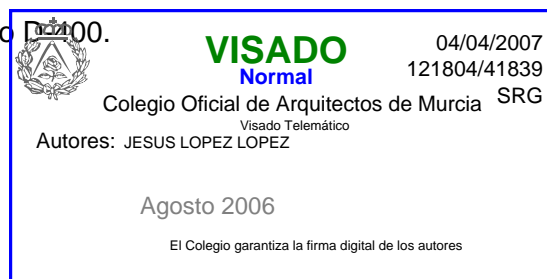 o D-400.
VISADO
Normal
04/04/2007
121804/41839
SRG
Colegio Oficial de Arquitectos de Murcia
Visado Telemático
Autores: JESUS LOPEZ LOPEZ
Agosto 2006
El Colegio garantiza la firma digital de los autores